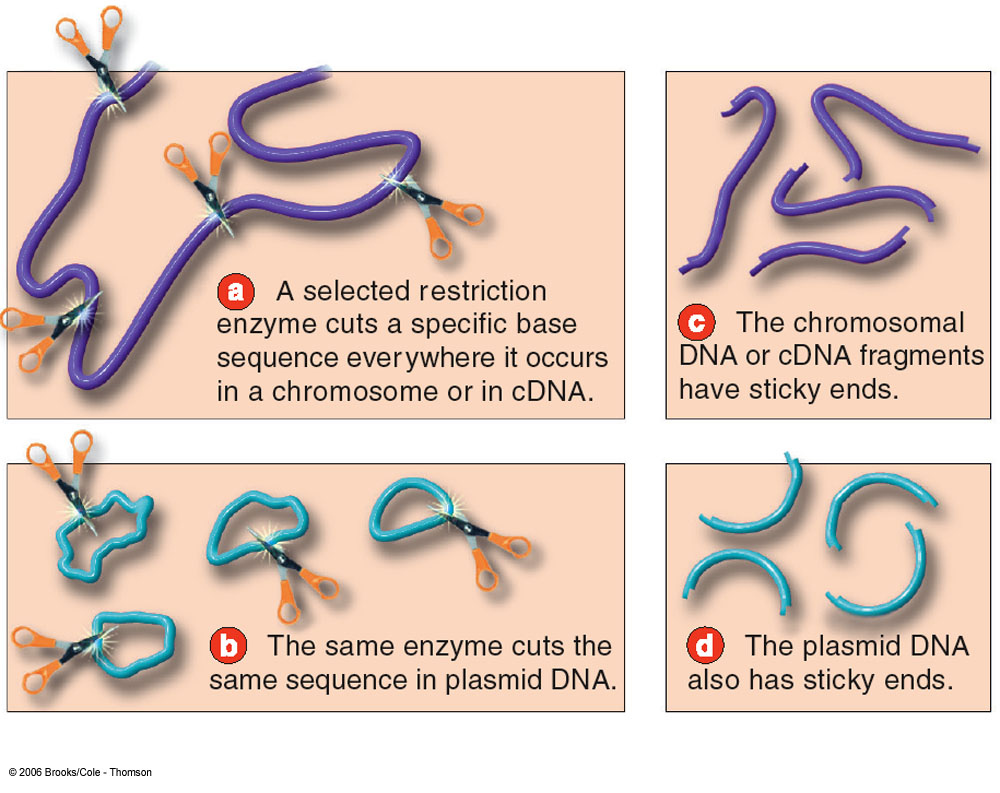 a A selected restriction
enzyme cuts a specific base
sequence everywhere it occurs
in a chromosome or in cDNA.
c The chromosomal
DNA or cDNA fragments
have sticky ends.
b The same enzyme cuts the
same sequence in plasmid DNA.
d The plasmid DNA
also has sticky ends.
© 2006 Brooks/Cole - Thomson